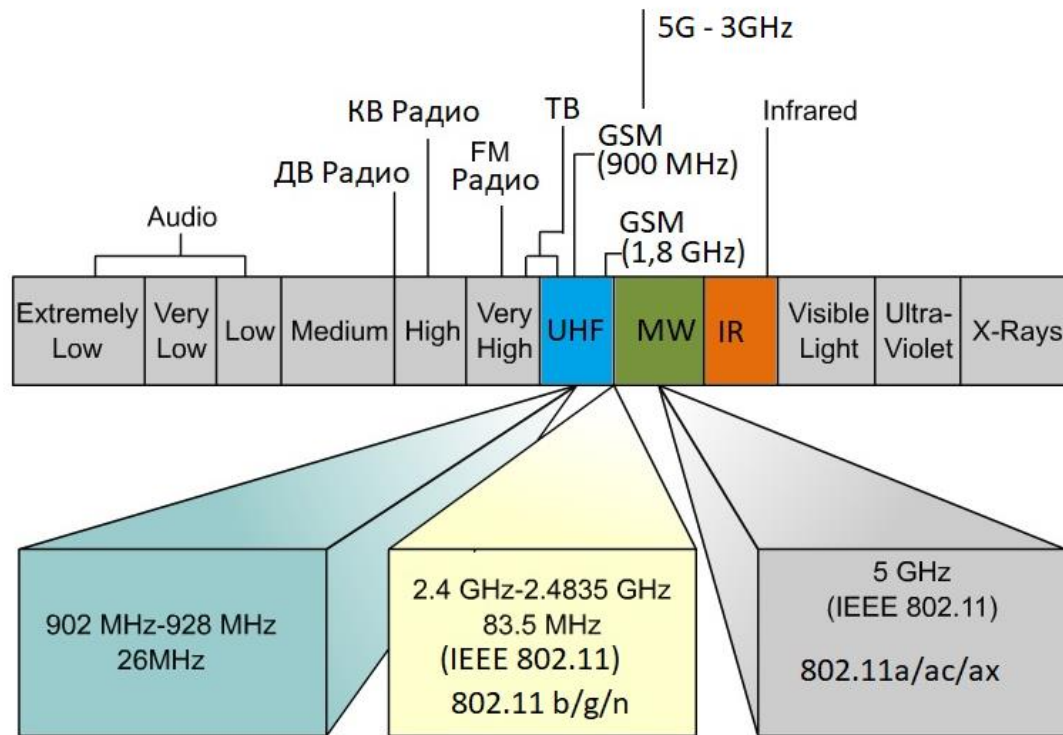 5G - 3GHz
КВ Радио
ТВ
Infrared
GSM
(900 MHz)
FM
Радио
ДВ Радио
Audio
GSM
(1,8 GHz)
Extremely
Low
Very
Low
Low
Medium
High
Very
High
UHF
MW
IR
Visible
Light
Ultra-
Violet
X-Rays
902 MHz-928 MHz
26MHz
2.4 GHz-2.4835 GHz
83.5 MHz
(IEEE 802.11)
802.11 b/g/n
5 GHz
(IEEE 802.11)
802.11a/ac/ax